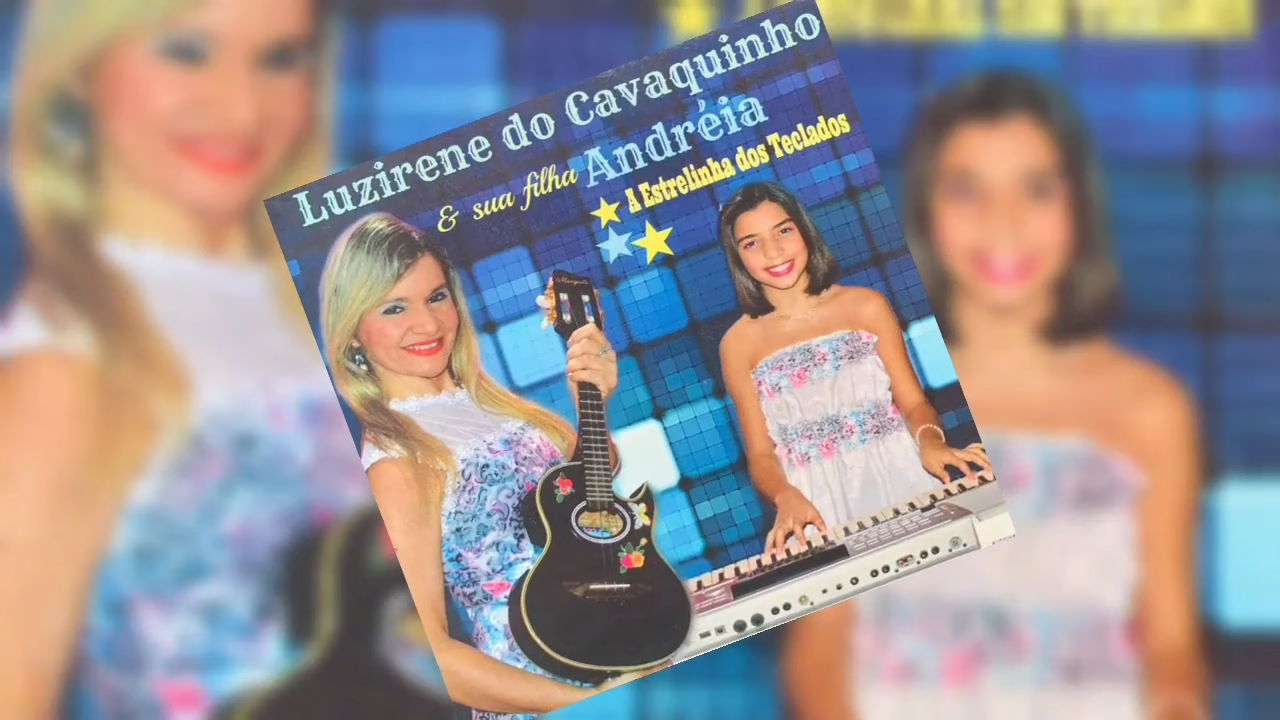 Luzirene do Cavaquinho
& sua filha Andréia
A Estrelinha dos Teclados